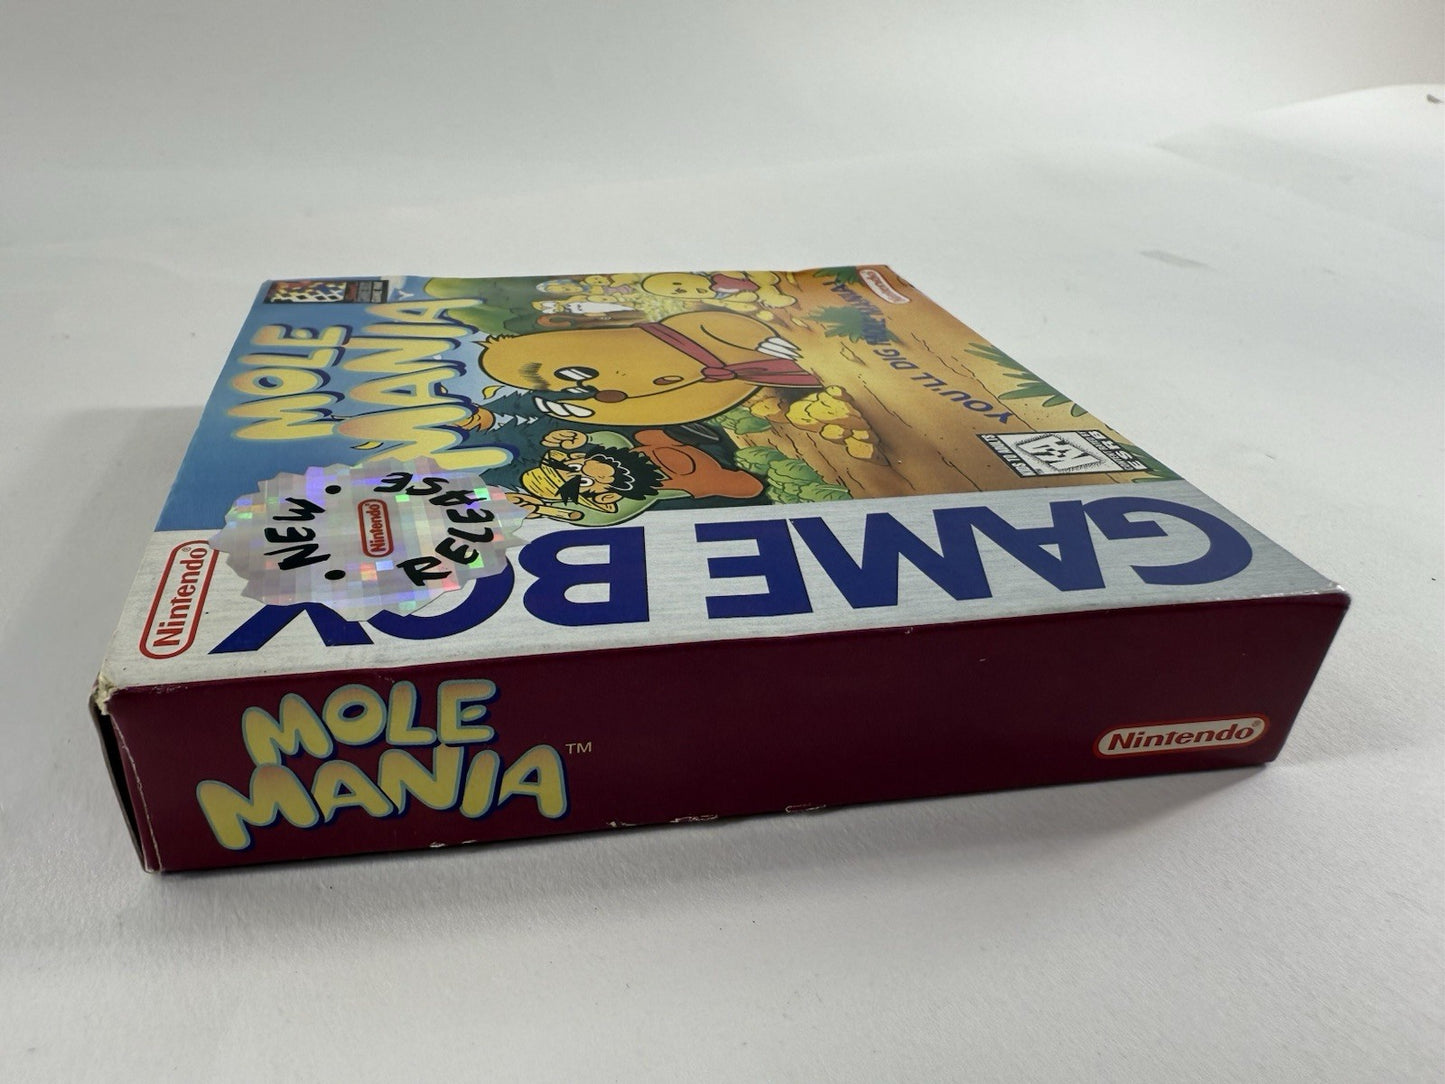 MOLE
MANIA
YOU'LL DIG
Nintendo
GAME BOY
Nintendo®
• NEW •
Nintendo
RELEASE
MOLE
MANIA™
Nintendo®